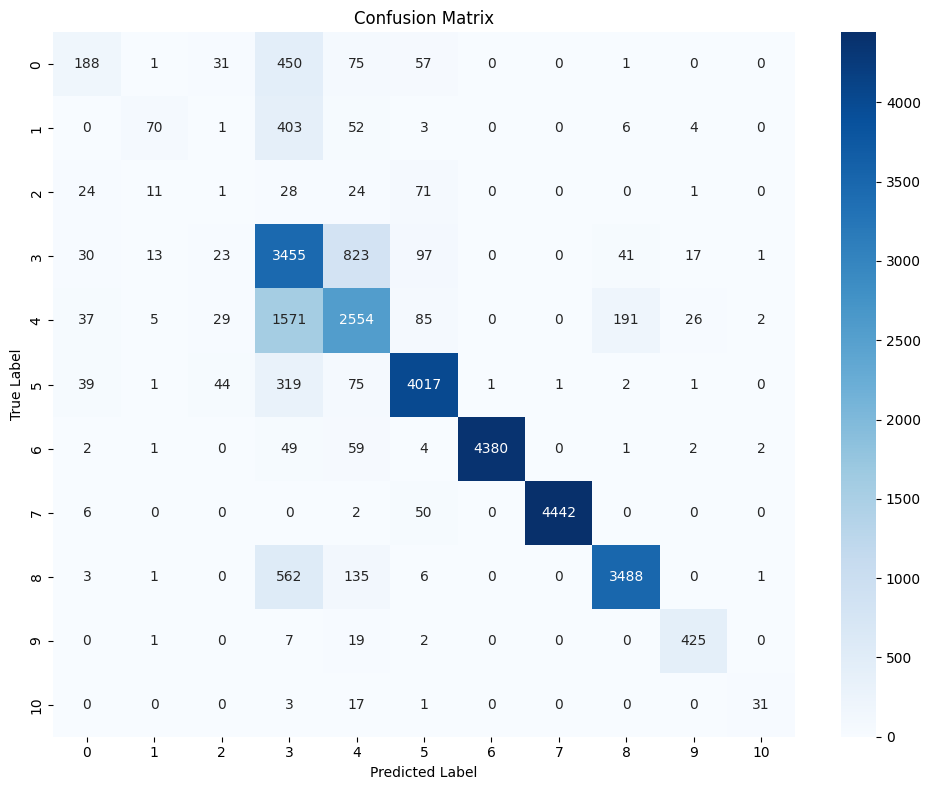 Confusion Matrix
0 188 1 31 450 75 57 0 0 1 0 0
1 0 70 1 403 52 3 0 0 6 4 0
2 24 11 1 28 24 71 0 0 0 1 0
3 30 13 23 3455 823 97 0 0 41 17 1
4 37 5 29 1571 2554 85 0 0 191 26 2
5 39 1 44 319 75 4017 1 1 2 1 0
6 2 1 0 49 59 4 4380 0 1 2 2
7 6 0 0 0 2 50 0 4442 0 0 0
8 3 1 0 562 135 6 0 0 3488 0 1
9 0 1 0 7 19 2 0 0 0 425 0
10 0 0 0 3 17 1 0 0 0 0 31
0 1 2 3 4 5 6 7 8 9 10
Predicted Label
True Label
4000
3500
3000
2500
2000
1500
1000
500
0